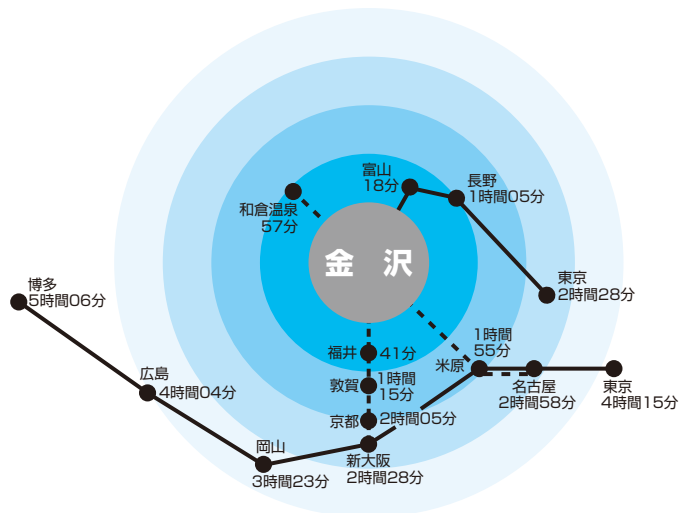 富山
18分
長野
1時間05分
和倉温泉
57分
金 沢
東京
2時間28分
博多
5時間06分
福井
41分
1時間
55分
米原
広島
4時間04分
敦賀
1時間
15分
名古屋
2時間58分
東京
4時間15分
京都
2時間05分
岡山
3時間23分
新大阪
2時間28分